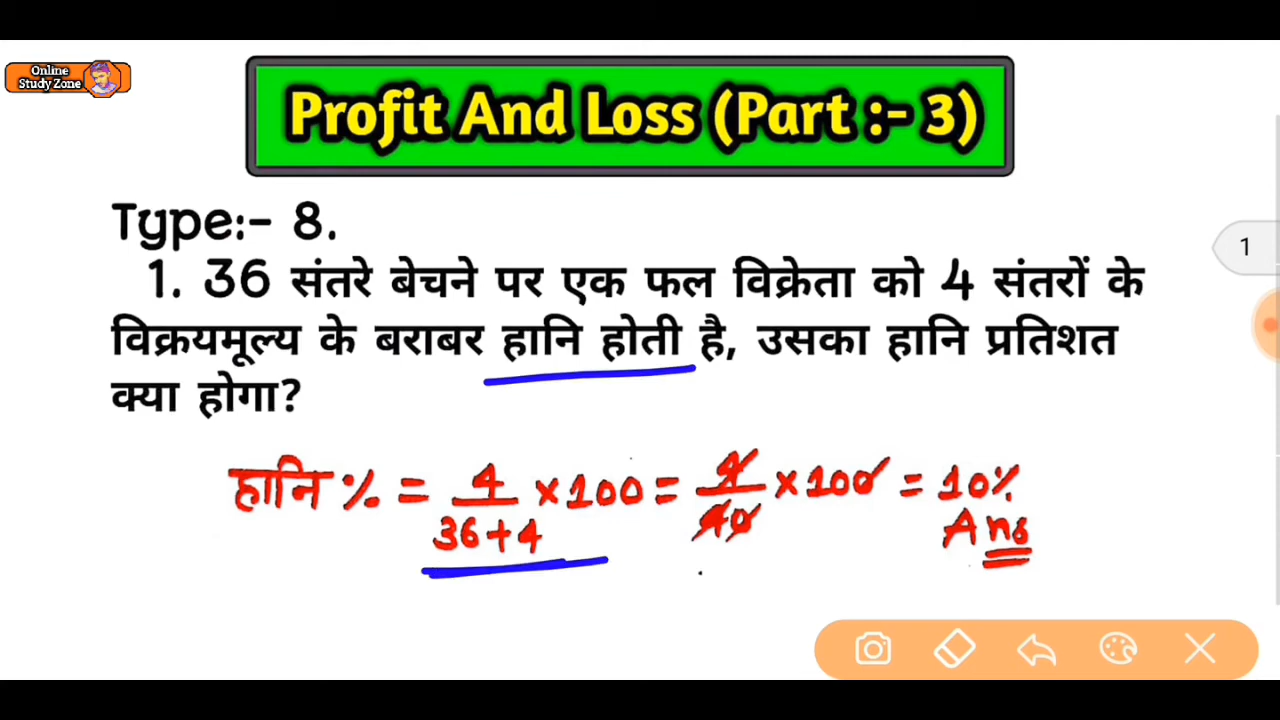 Online
Study Zone
Profit And Loss (Part :- 3)
Type:- 8.
1. 36 संतरे बेचने पर एक फल विक्रेता को 4 संतरों के
विक्रयमूल्य के बराबर हानि होती है, उसका हानि प्रतिशत
क्या होगा?
1
हानि % = 4/36+4 ×100 = 4/40 ×100 = 10%
Ans